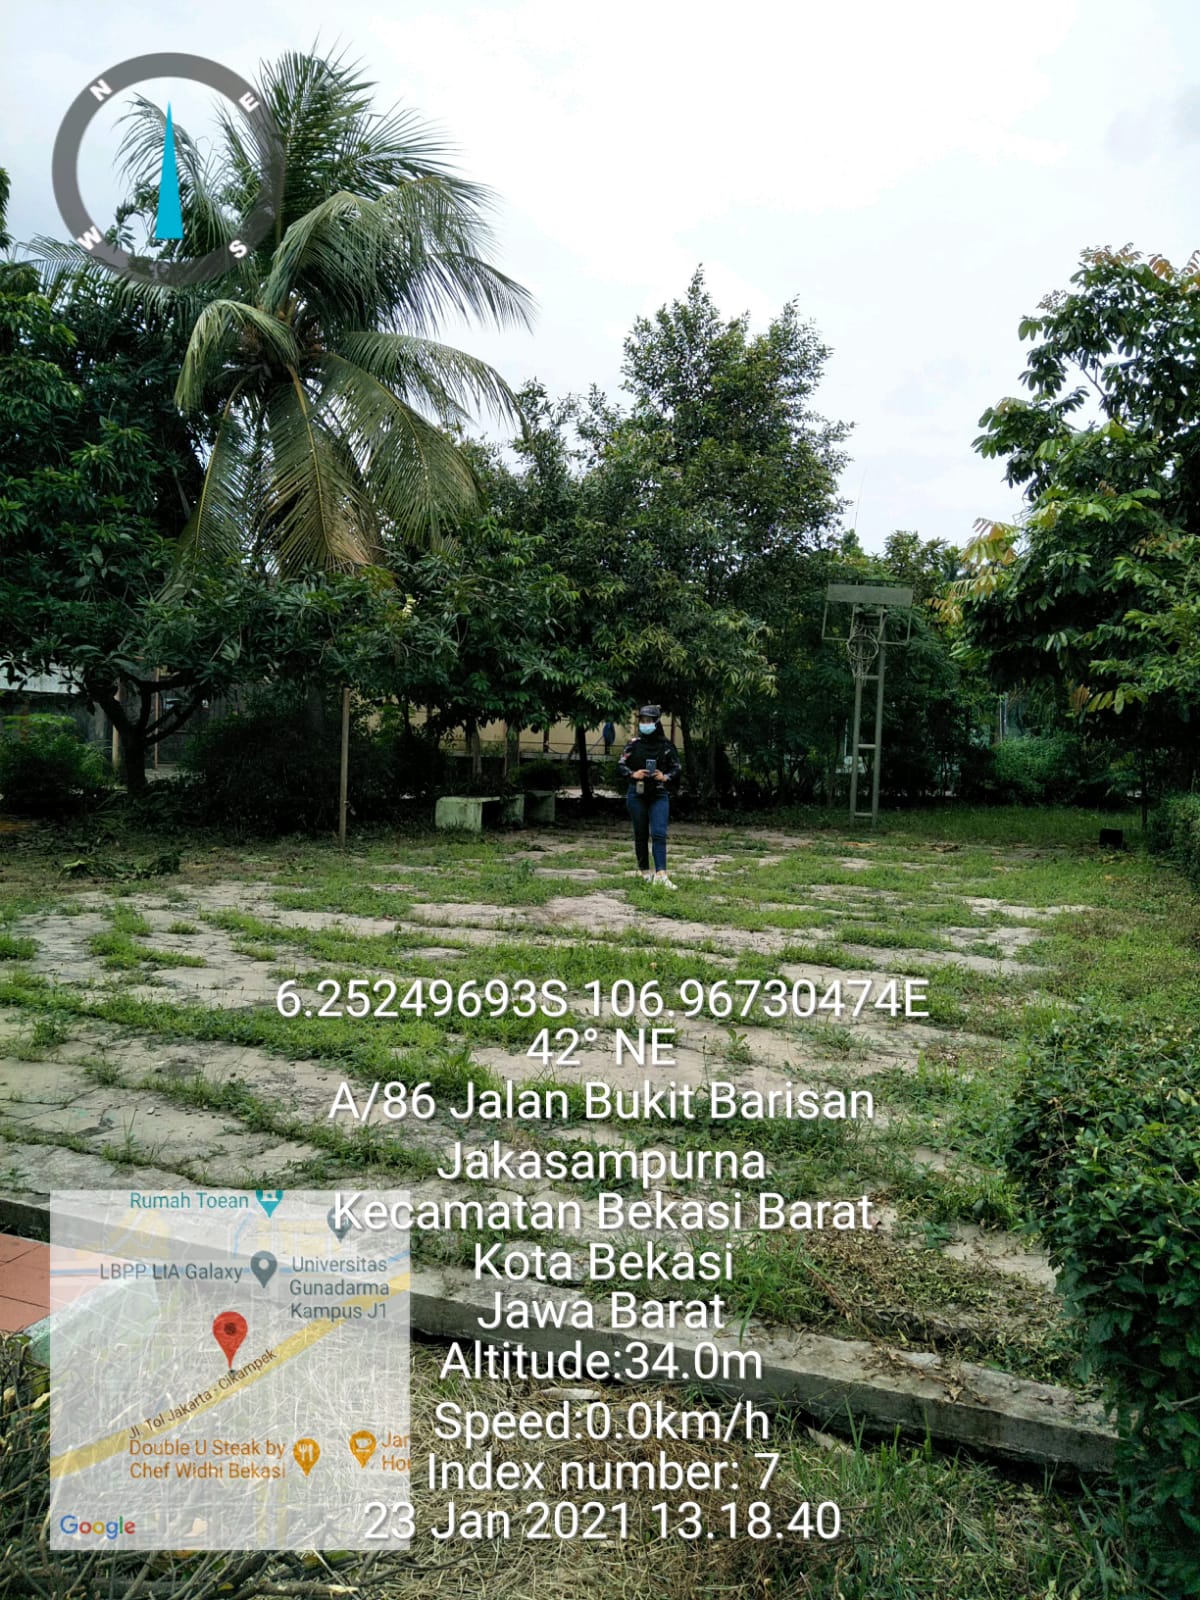 N
E
W
S
6.25249693S 106.96730474E
42° NE
A/86 Jalan Bukit Barisan
Jakasampurna
Kecamatan Bekasi Barat
Kota Bekasi
Jawa Barat
Altitude:34.0m
Speed:0.0km/h
Index number: 7
23 Jan 2021 13.18.40
Rumah Toean
LBPP LIA Galaxy
Universitas
Gunadarma
Kampus J1
Jl. Tol Jakarta - Cikampek
Double U Steak by
Chef Widhi Bekasi
Google